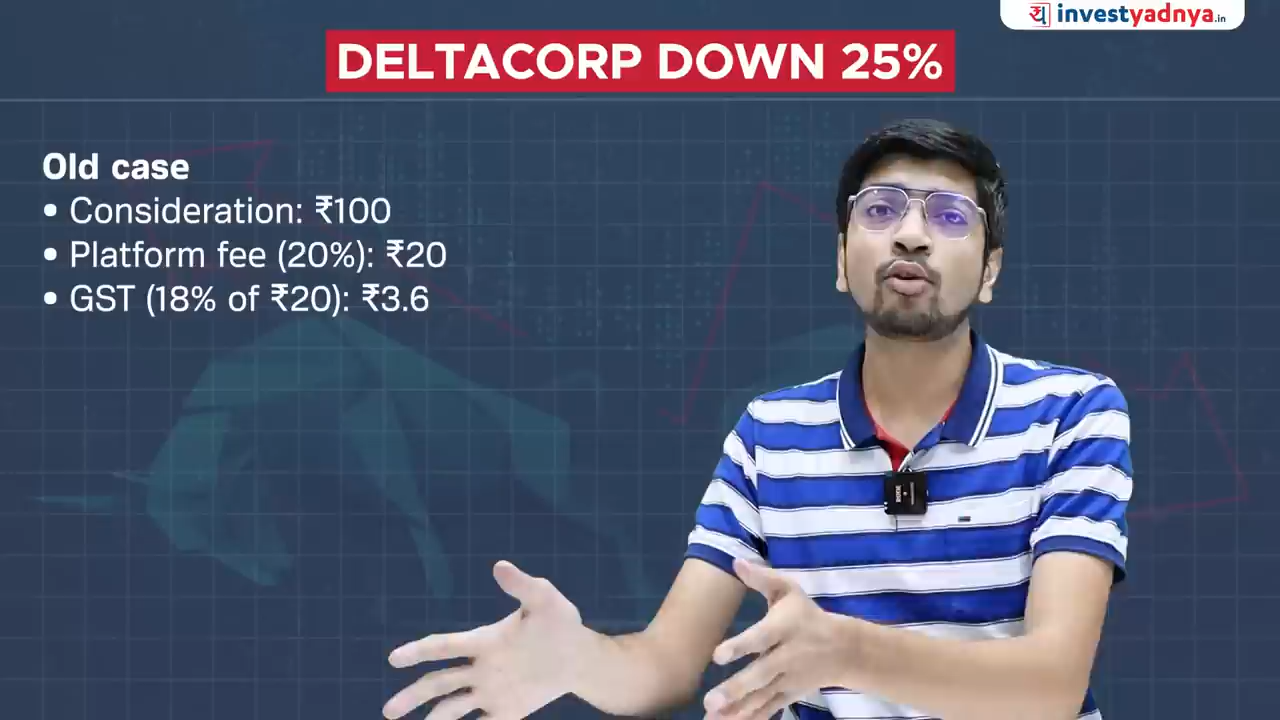 investyadnya.in
DELTACORP DOWN 25%
Old case
• Consideration: ₹100
• Platform fee (20%): ₹20
• GST (18% of ₹20): ₹3.6